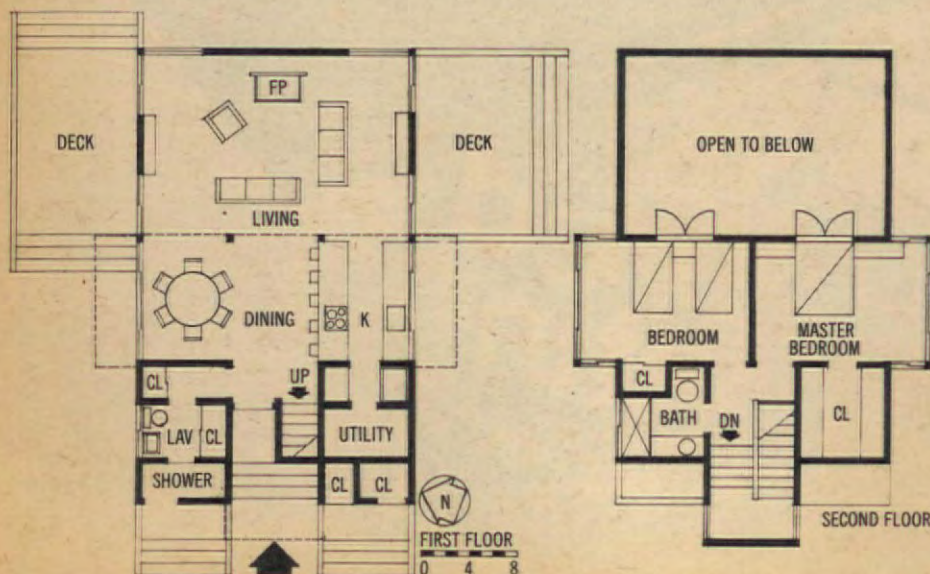 FP
DECK
DECK
LIVING
DINING
K
CL
UP
LAV
CL
UTILITY
SHOWER
CL
CL
N
FIRST FLOOR
0 4 8
OPEN TO BELOW
BEDROOM
MASTER
BEDROOM
CL
BATH
DN
CL
SECOND FLOOR